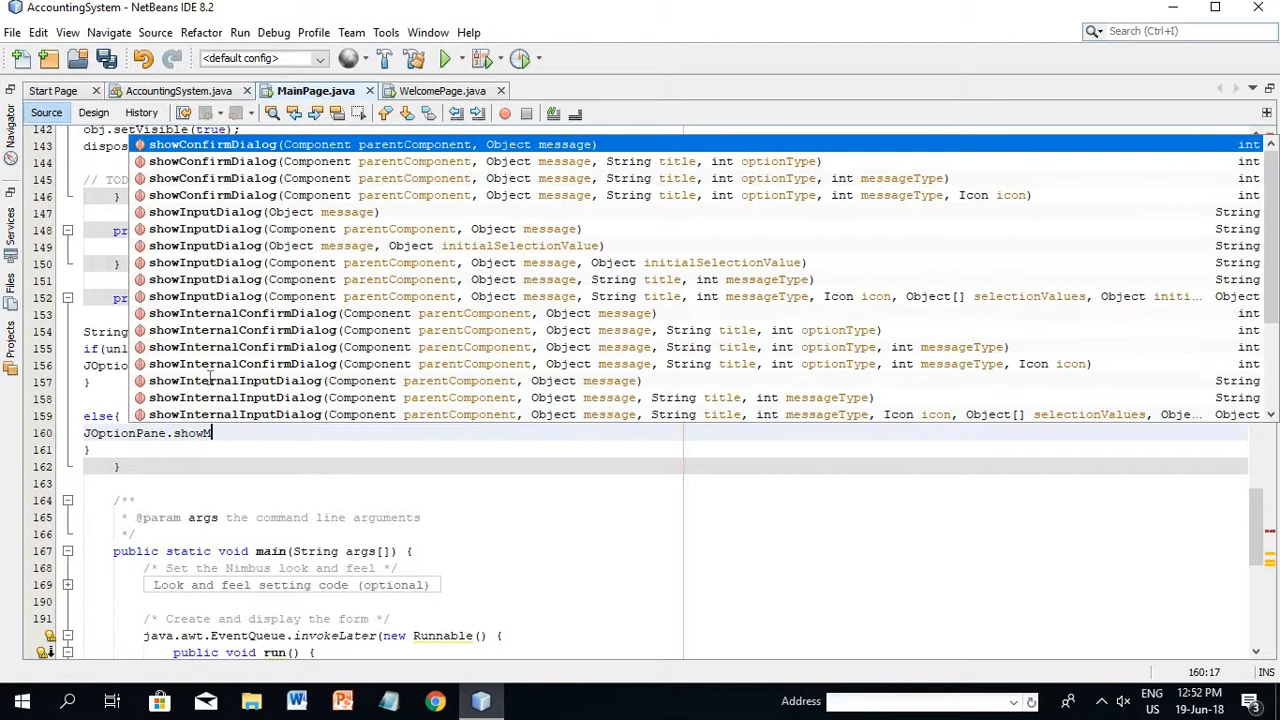 AccountingSystem - NetBeans IDE 8.2
File Edit View Navigate Source Refactor Run Debug Profile Team Tools Window Help
Search (Ctrl+I)
<default config>
Start Page AccountingSystem.java MainPage.java WelcomePage.java
Source Design History
Navigator
Services
Files
Projects
142 obj.setVisible(true);
143 dispos
145 // TOD
146 }
147
148 pr
150 }
151
152 pr
153
154 String
155 if(unl
156 JOptio
157 }
158
159 else{
160 JOptionPane.showM
161 }
162 }
163
164 /**
165 * @param args the command line arguments
166 */
167 public static void main(String args[]) {
168 /* Set the Nimbus look and feel */
169 Look and feel setting code (optional)
190
191 /* Create and display the form */
java.awt.EventQueue.invokeLater(new Runnable() {
public void run() {
showConfirmDialog(Component parentComponent, Object message) int
showConfirmDialog(Component parentComponent, Object message, String title, int optionType) int
showConfirmDialog(Component parentComponent, Object message, String title, int optionType, int messageType) int
showConfirmDialog(Component parentComponent, Object message, String title, int optionType, int messageType, Icon icon) int
showInputDialog(Object message) String
showInputDialog(Component parentComponent, Object message) String
showInputDialog(Object message, Object initialSelectionValue) String
showInputDialog(Component parentComponent, Object message, Object initialSelectionValue) String
showInputDialog(Component parentComponent, Object message, String title, int messageType) String
showInputDialog(Component parentComponent, Object message, String title, int messageType, Icon icon, Object[] selectionValues, Object initi... Object
showInternalConfirmDialog(Component parentComponent, Object message) int
showInternalConfirmDialog(Component parentComponent, Object message, String title, int optionType) int
showInternalConfirmDialog(Component parentComponent, Object message, String title, int optionType, int messageType) int
showInternalConfirmDialog(Component parentComponent, Object message, String title, int optionType, int messageType, Icon icon) int
showInternalInputDialog(Component parentComponent, Object message) String
showInternalInputDialog(Component parentComponent, Object message, String title, int messageType) String
showInternalInputDialog(Component parentComponent, Object message, String title, int messageType, Icon icon, Object[] selectionValues, Obje... Object
160:17 INS
Address
ENG
US
12:52 PM
19-Jun-18
3